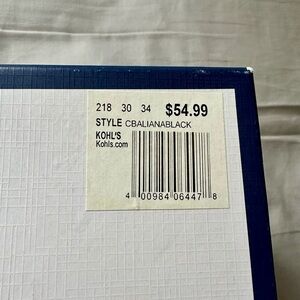 218 30 34 $54.99
STYLE CBALIANABLACK
KOHL'S
Kohls.com
4 00984 06447 8